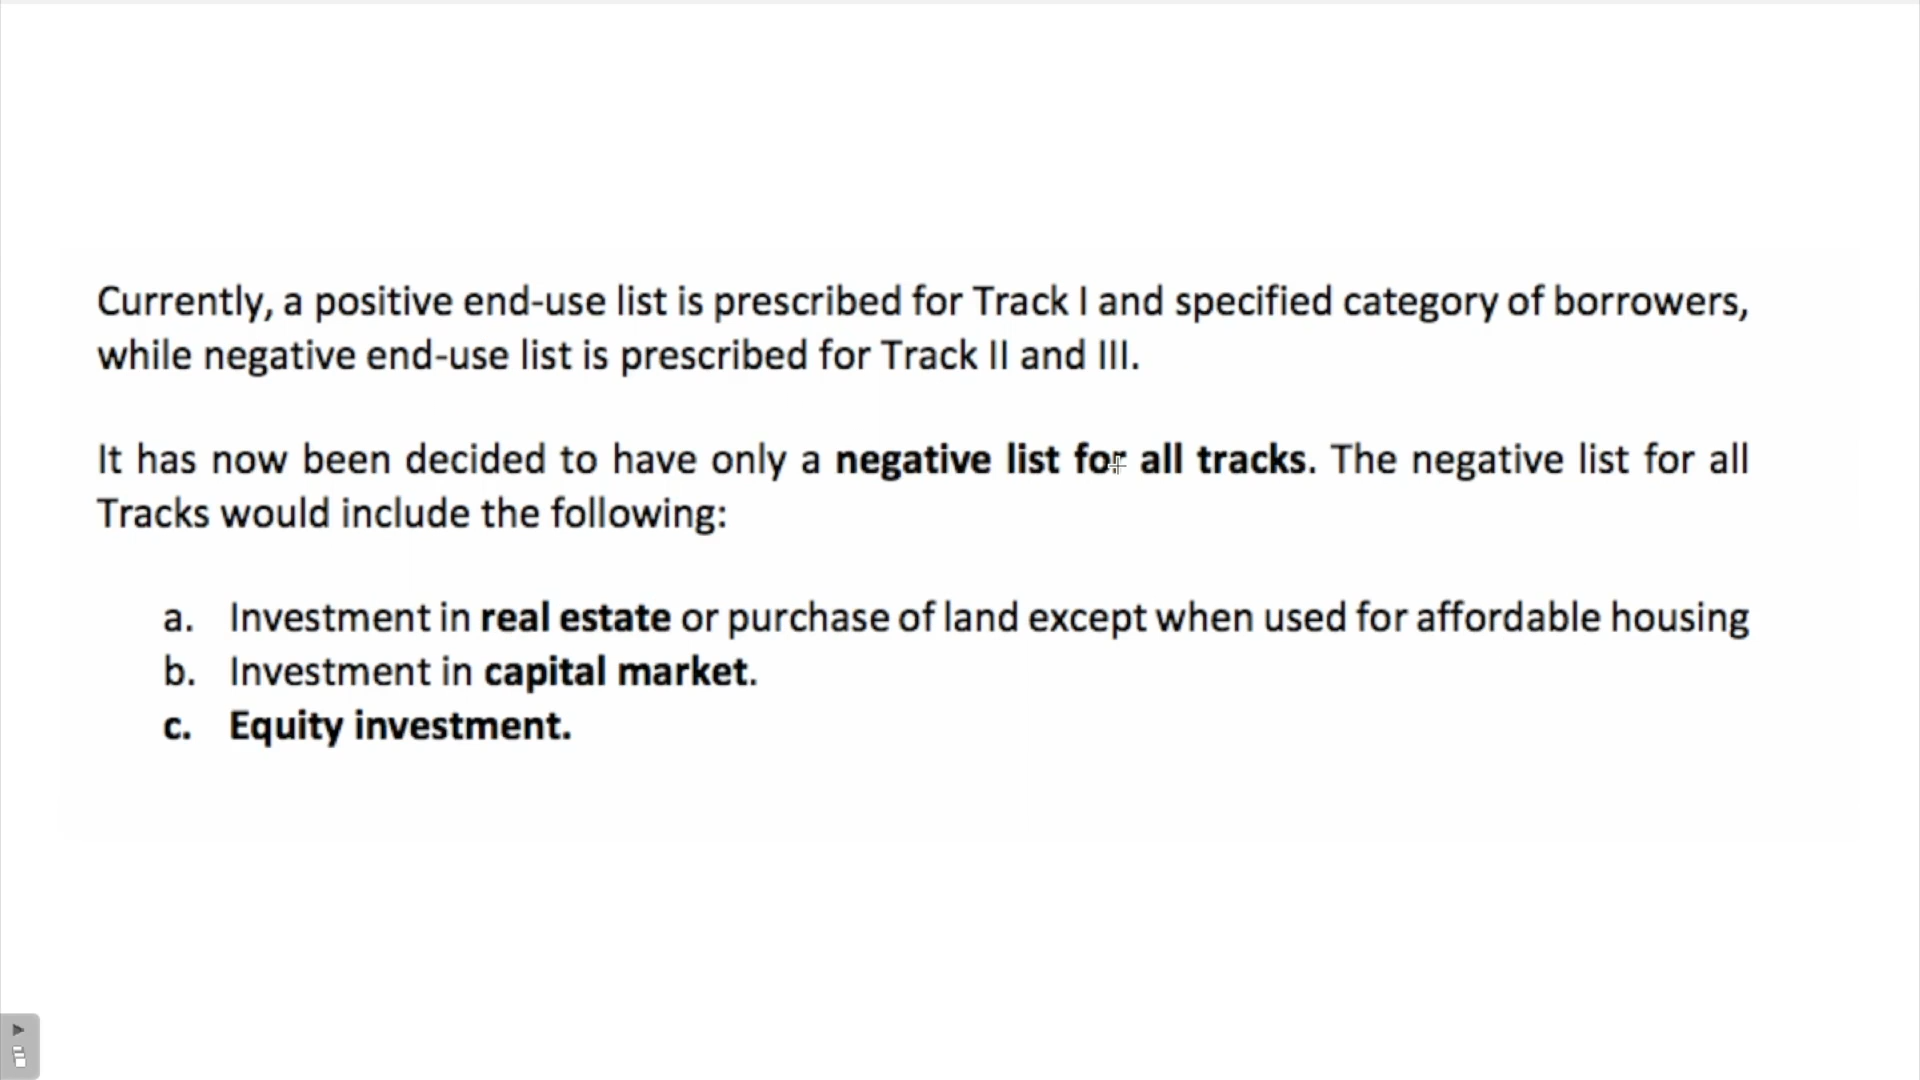 Currently, a positive end-use list is prescribed for Track I and specified category of borrowers,
while negative end-use list is prescribed for Track II and III.
It has now been decided to have only a negative list for all tracks. The negative list for all
Tracks would include the following:
a. Investment in real estate or purchase of land except when used for affordable housing
b. Investment in capital market.
c. Equity investment.